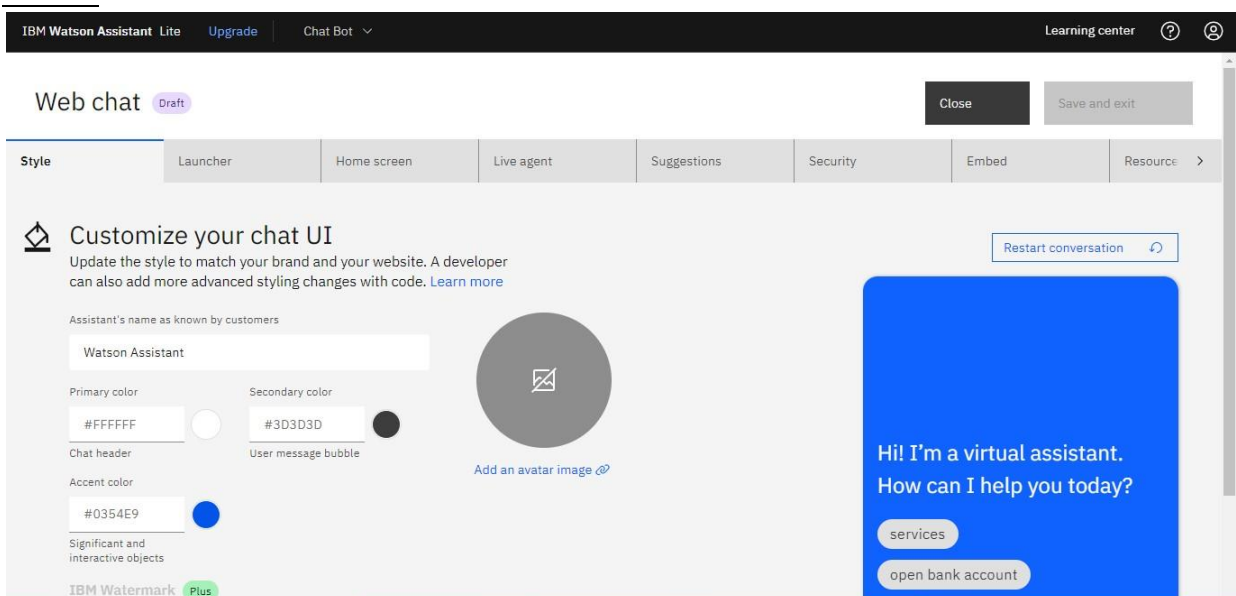 IBM Watson Assistant Lite Upgrade Chat Bot Learning center
Web chat Draft Close Save and exit
Style Launcher Home screen Live agent Suggestions Security Embed Resource
Customize your chat UI
Update the style to match your brand and your website. A developer
can also add more advanced styling changes with code. Learn more
Restart conversation
Assistant's name as known by customers
Watson Assistant
Primary color Secondary color
#FFFFFF #3D3D3D
Chat header User message bubble
Add an avatar image
Accent color
#0354E9
Significant and
interactive objects
IBM Watermark Plus
Hi! I'm a virtual assistant.
How can I help you today?
services
open bank account